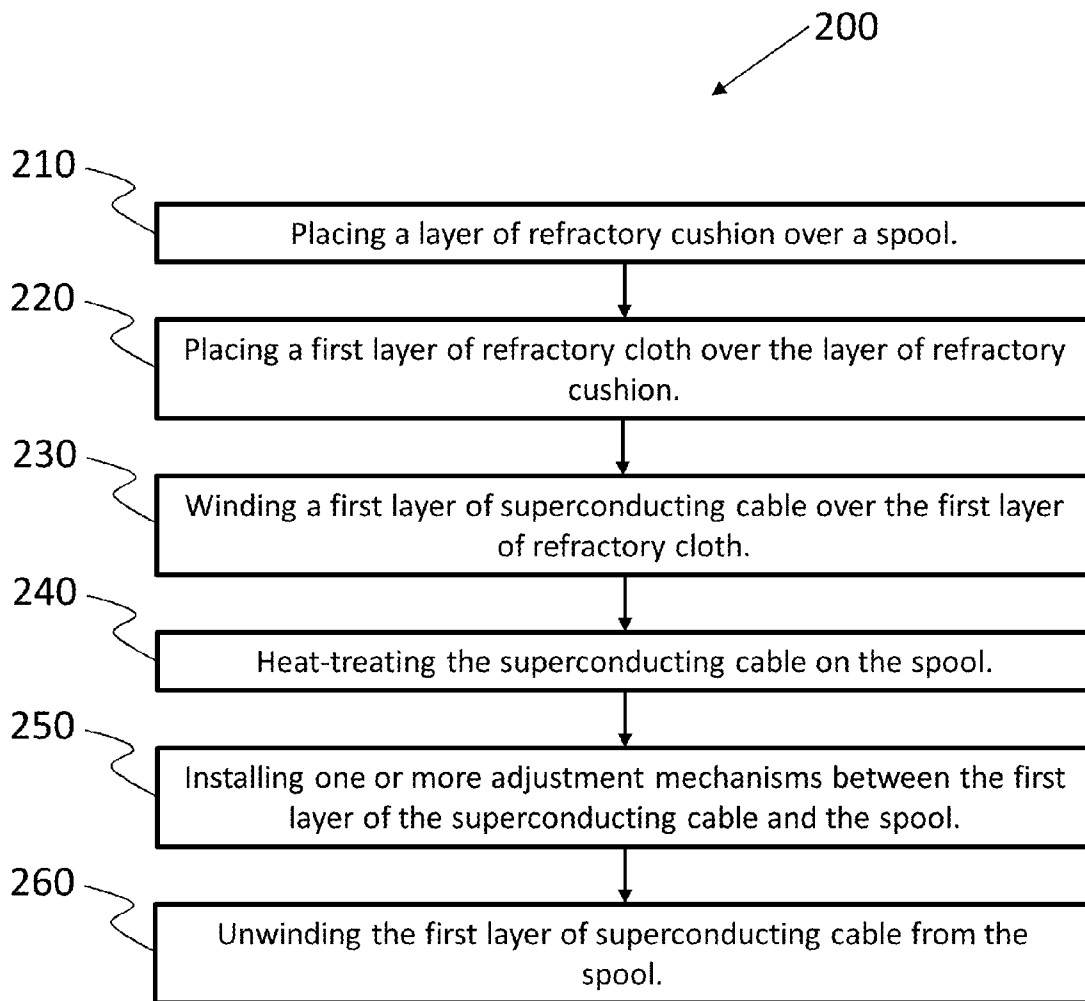 200
210
Placing a layer of refractory cushion over a spool.
220
Placing a first layer of refractory cloth over the layer of refractory
cushion.
230
Winding a first layer of superconducting cable over the first layer
of refractory cloth.
240
Heat-treating the superconducting cable on the spool.
250
Installing one or more adjustment mechanisms between the first
layer of the superconducting cable and the spool.
260
Unwinding the first layer of superconducting cable from the
spool.